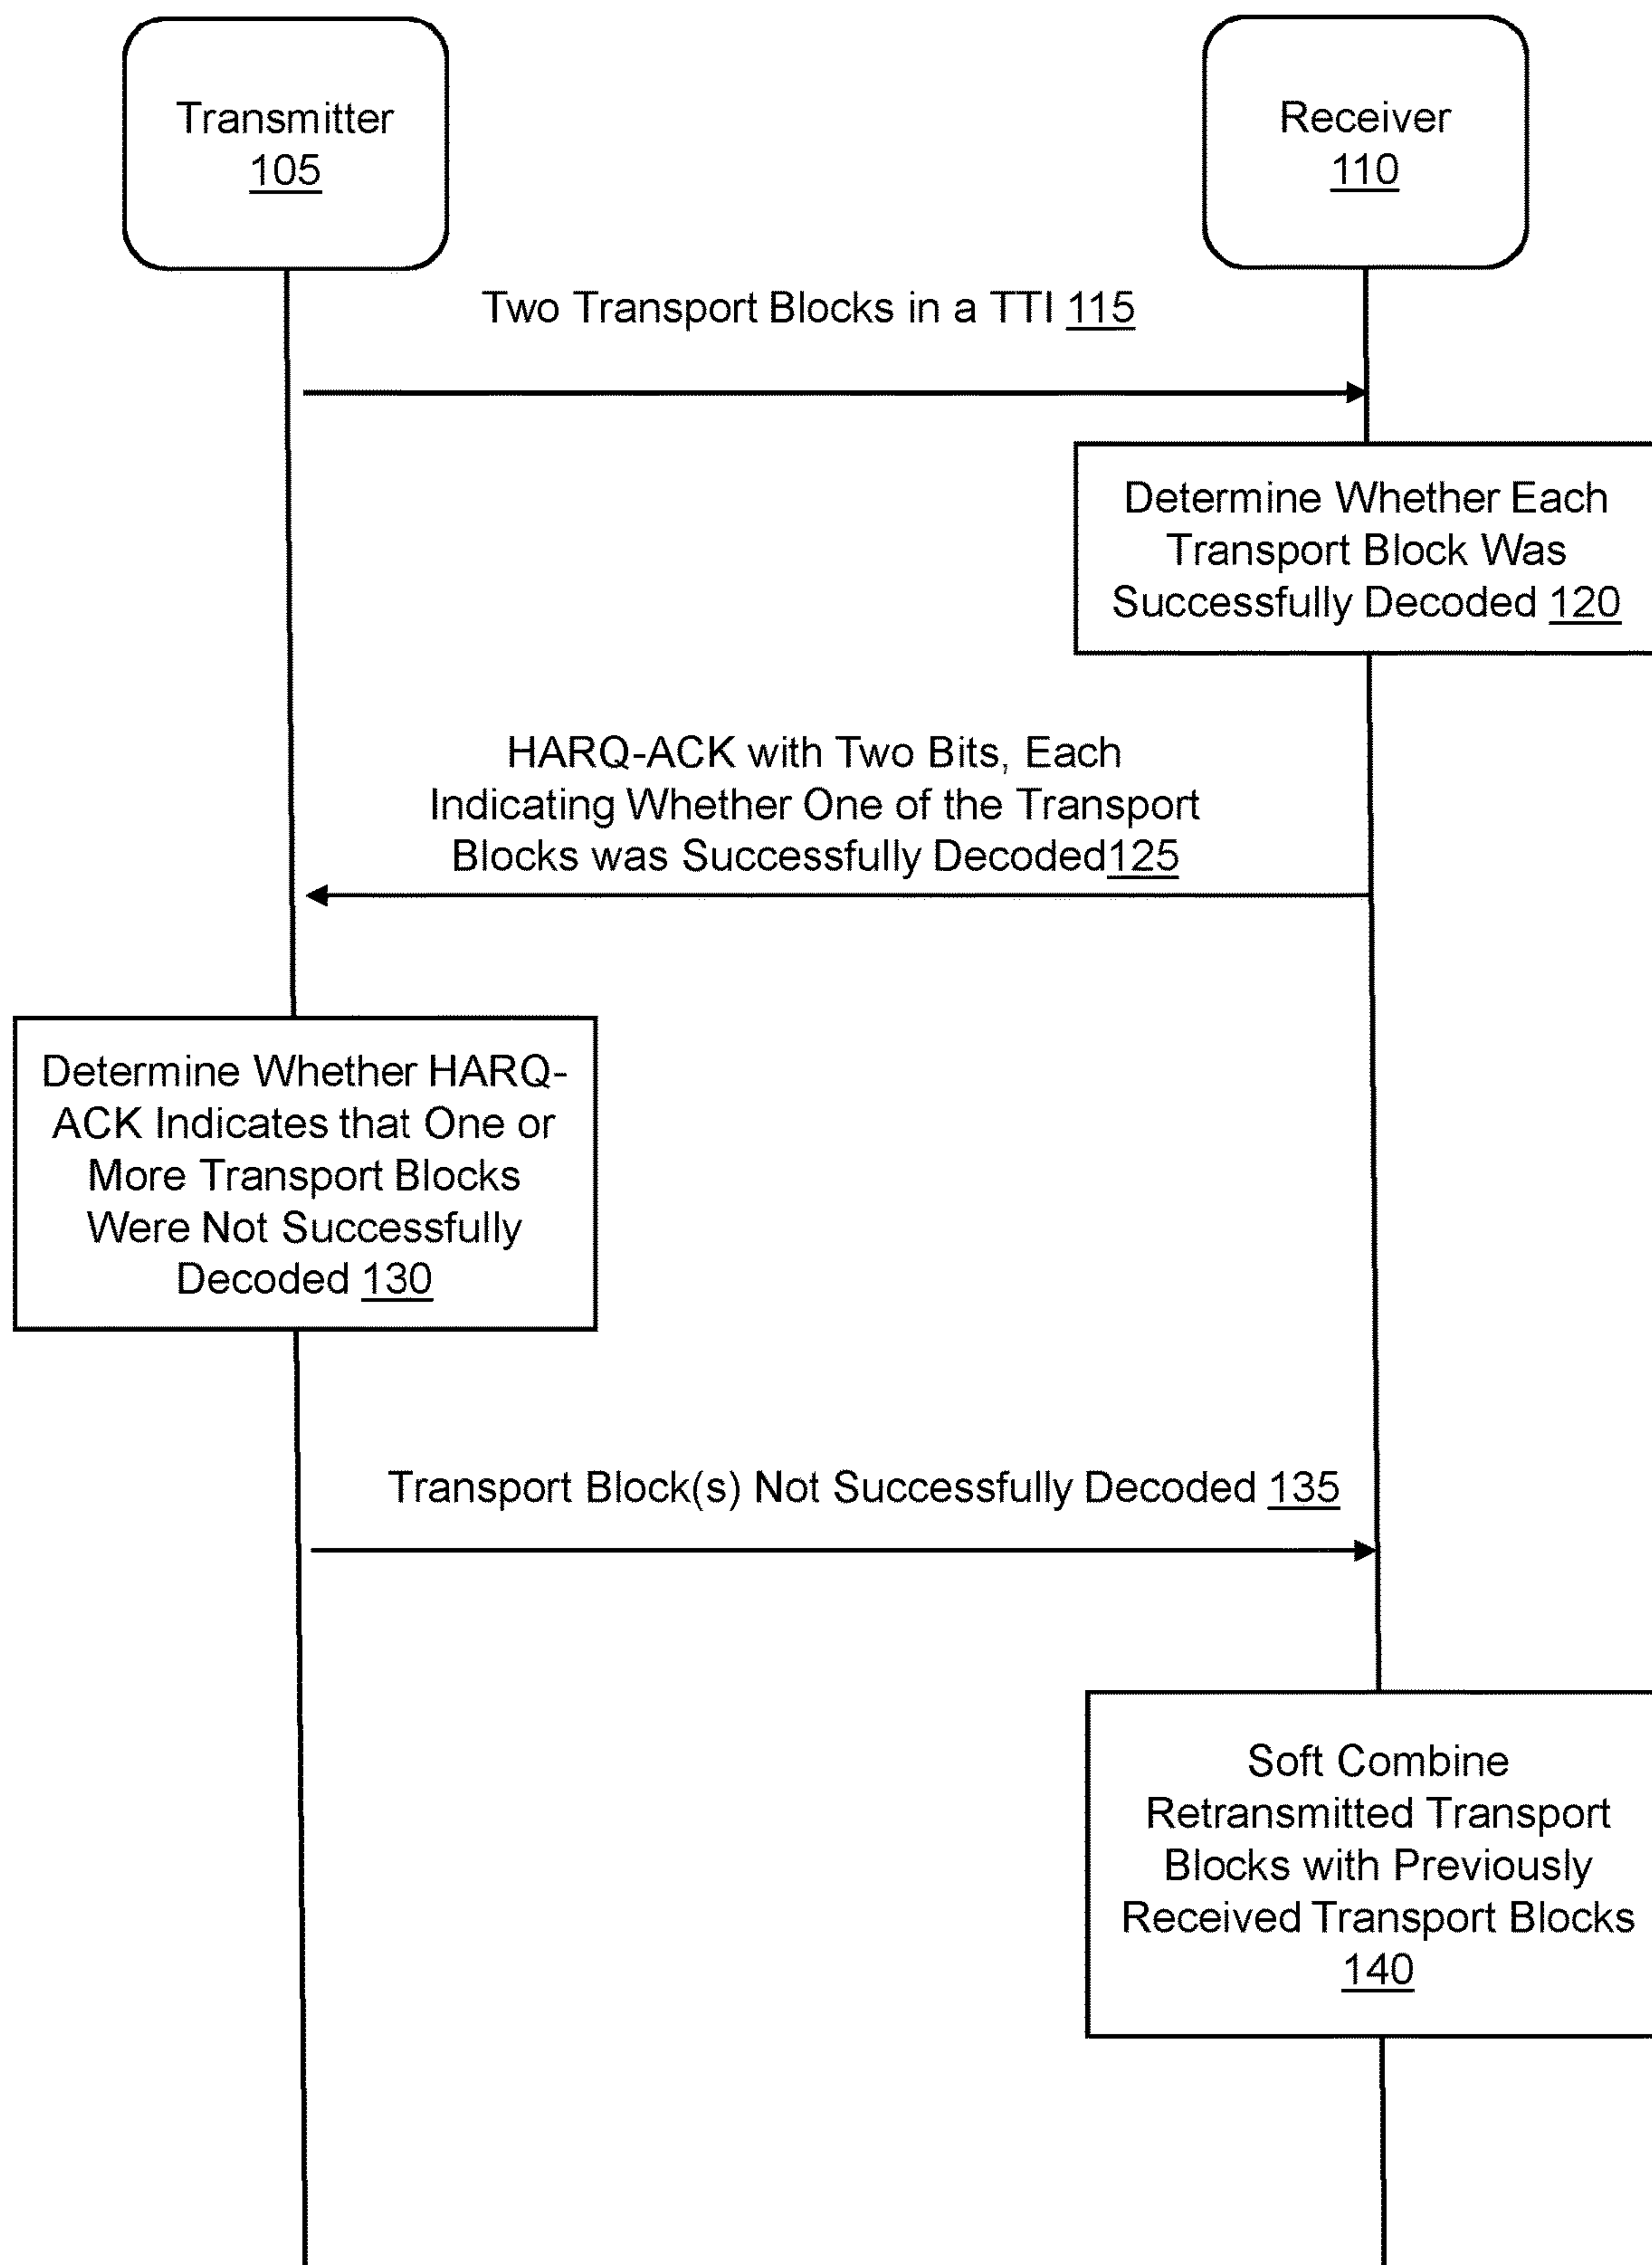 Transmitter
105
Receiver
110
Two Transport Blocks in a TTI 115
Determine Whether Each
Transport Block Was
Successfully Decoded 120
HARQ-ACK with Two Bits, Each
Indicating Whether One of the Transport
Blocks was Successfully Decoded125
Determine Whether HARQ-
ACK Indicates that One or
More Transport Blocks
Were Not Successfully
Decoded 130
Transport Block(s) Not Successfully Decoded 135
Soft Combine
Retransmitted Transport
Blocks with Previously
Received Transport Blocks
140